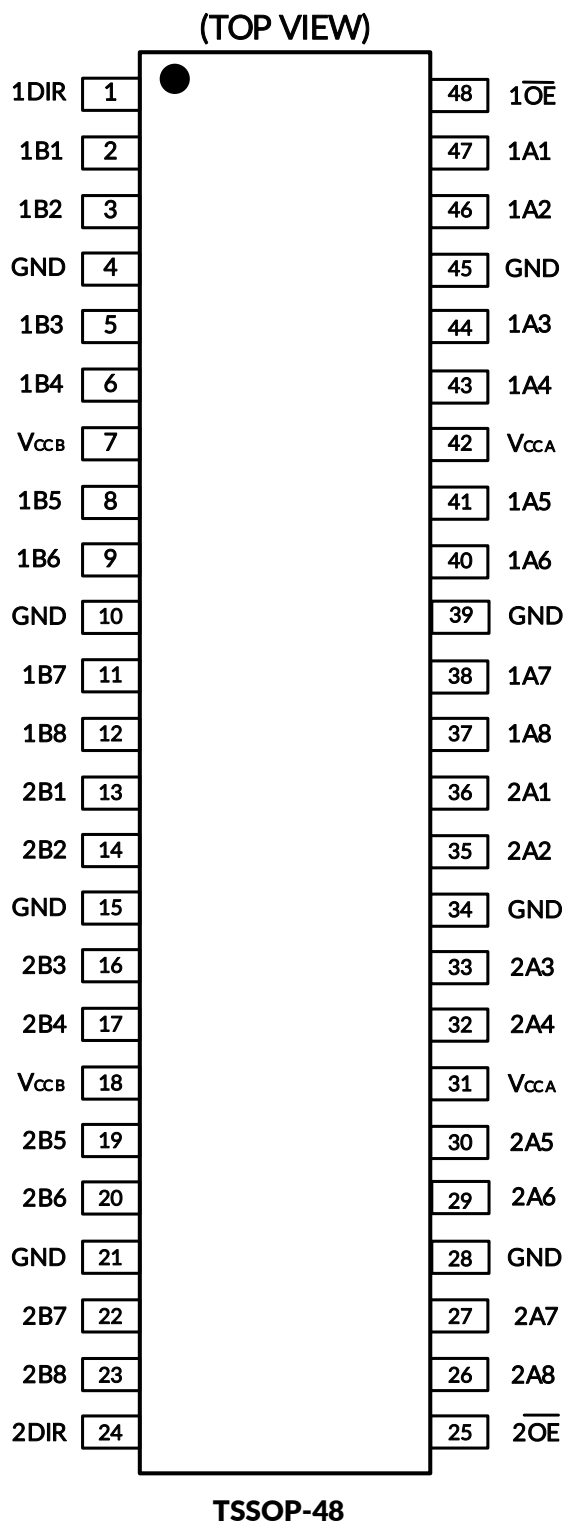 (TOP VIEW)
1DIR 1 48 1O̅E̅
1B1 2 47 1A1
1B2 3 46 1A2
GND 4 45 GND
1B3 5 44 1A3
1B4 6 43 1A4
VCCB 7 42 VCCA
1B5 8 41 1A5
1B6 9 40 1A6
GND 10 39 GND
1B7 11 38 1A7
1B8 12 37 1A8
2B1 13 36 2A1
2B2 14 35 2A2
GND 15 34 GND
2B3 16 33 2A3
2B4 17 32 2A4
VCCB 18 31 VCCA
2B5 19 30 2A5
2B6 20 29 2A6
GND 21 28 GND
2B7 22 27 2A7
2B8 23 26 2A8
2DIR 24 25 2O̅E̅
TSSOP-48